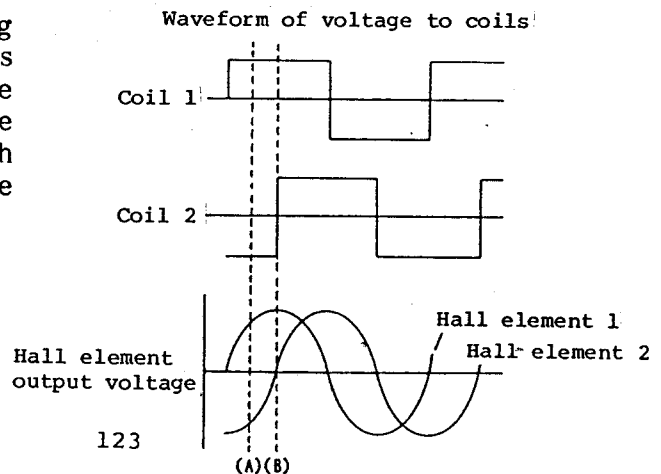 Waveform of voltage to coils
g
s
e
e
h
e
Coil 1
Coil 2
Hall element 1
Hall element 2
Hall element
output voltage
123
(A)(B)